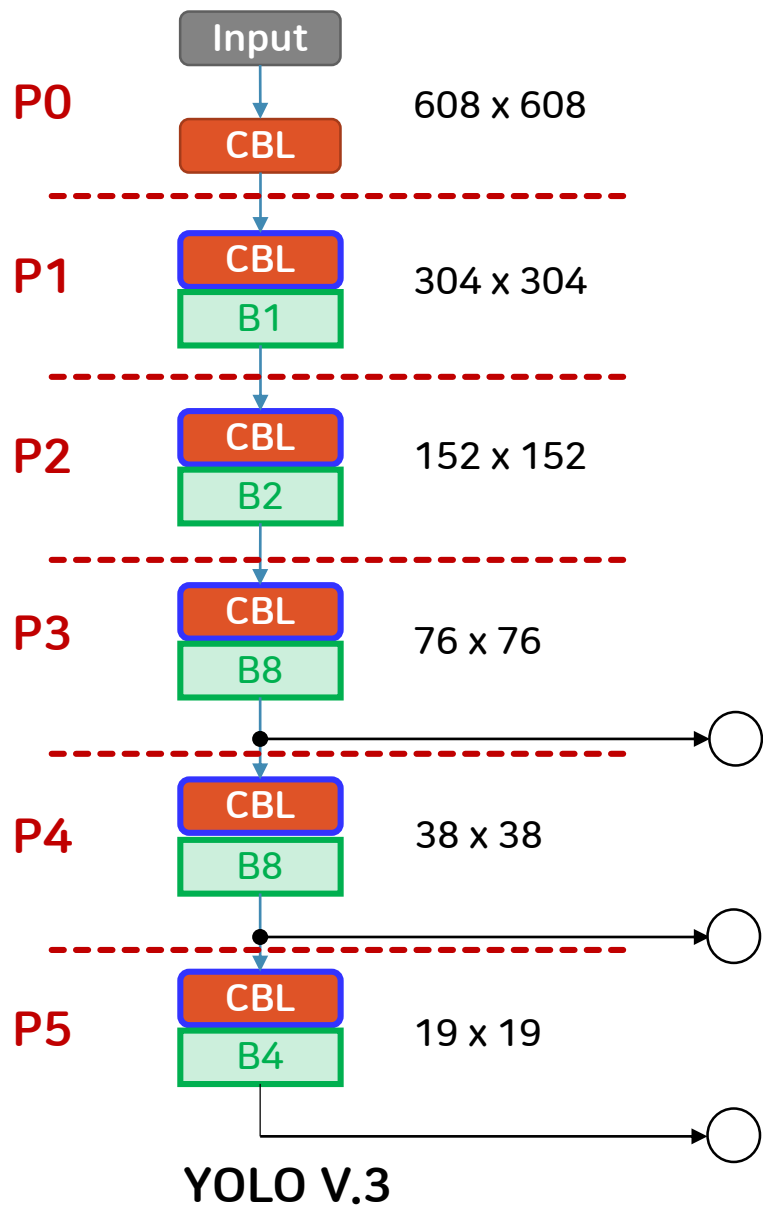 Input
P0
608 x 608
CBL
P1
CBL
304 x 304
B1
P2
CBL
152 x 152
B2
P3
CBL
76 x 76
B8
P4
CBL
38 x 38
B8
P5
CBL
19 x 19
B4
YOLO V.3